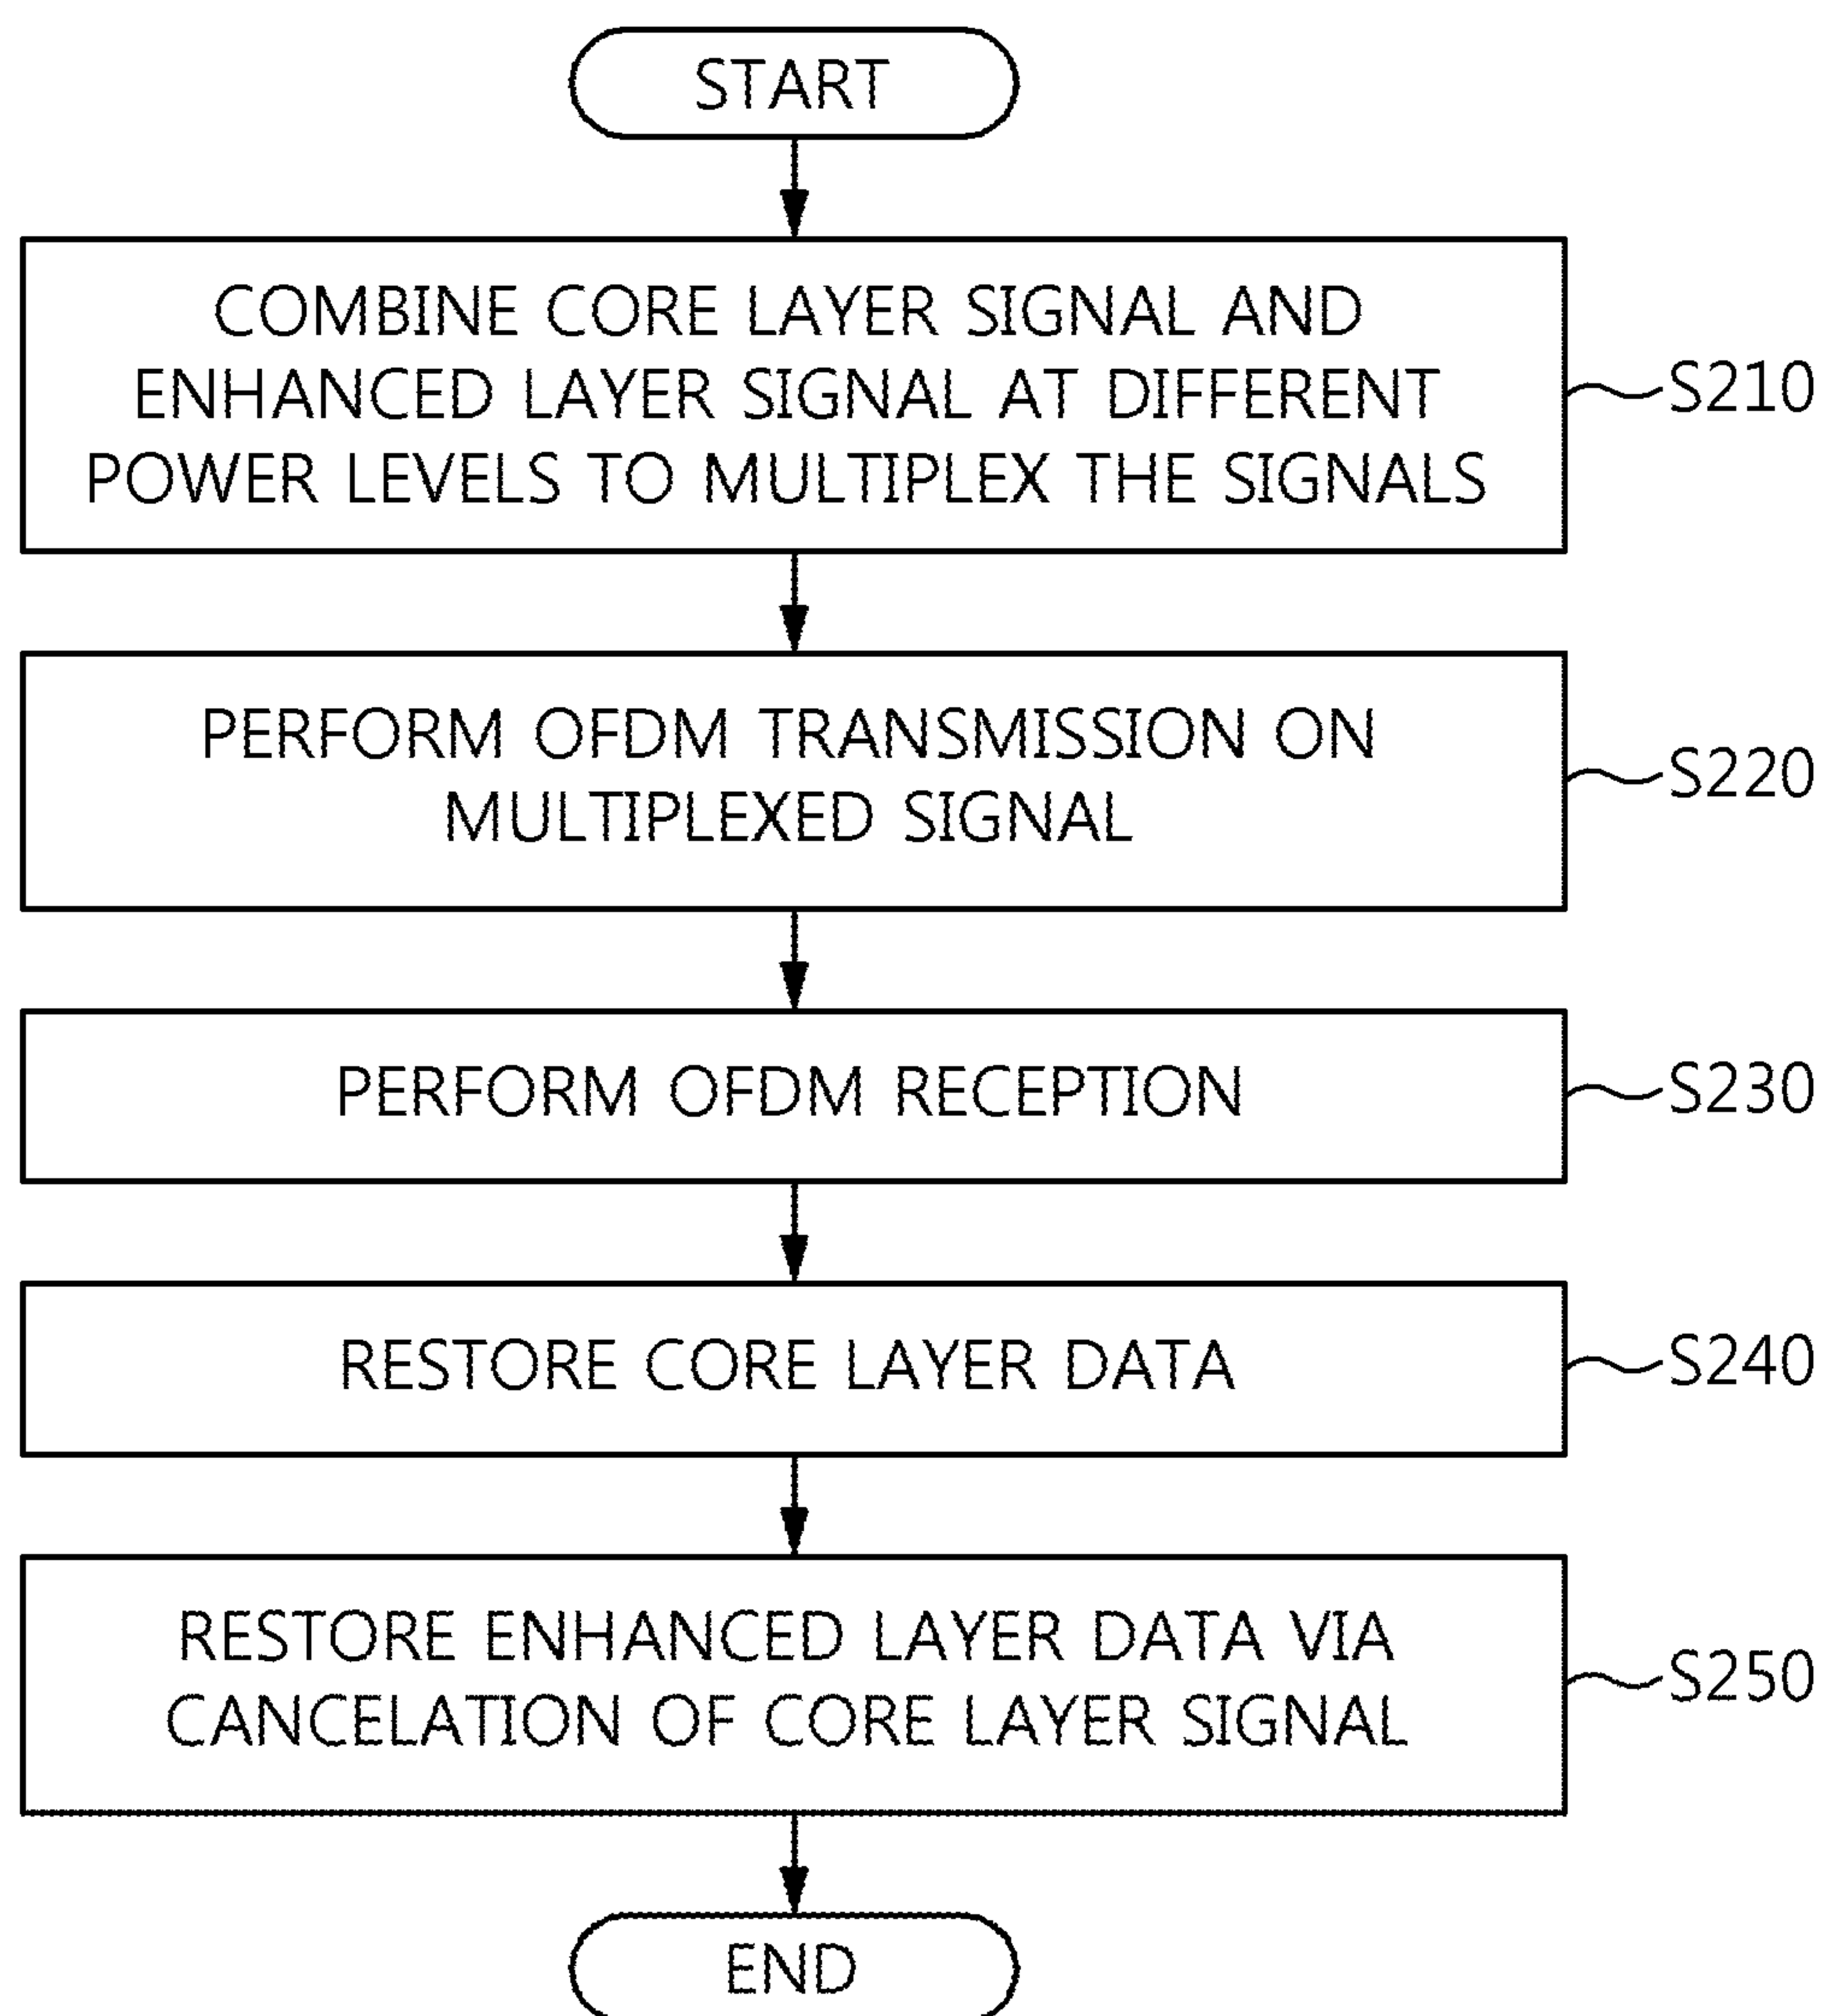 START
COMBINE CORE LAYER SIGNAL AND
ENHANCED LAYER SIGNAL AT DIFFERENT
POWER LEVELS TO MULTIPLEX THE SIGNALS
S210
PERFORM OFDM TRANSMISSION ON
MULTIPLEXED SIGNAL
S220
PERFORM OFDM RECEPTION
S230
RESTORE CORE LAYER DATA
S240
RESTORE ENHANCED LAYER DATA VIA
CANCELATION OF CORE LAYER SIGNAL
S250
END